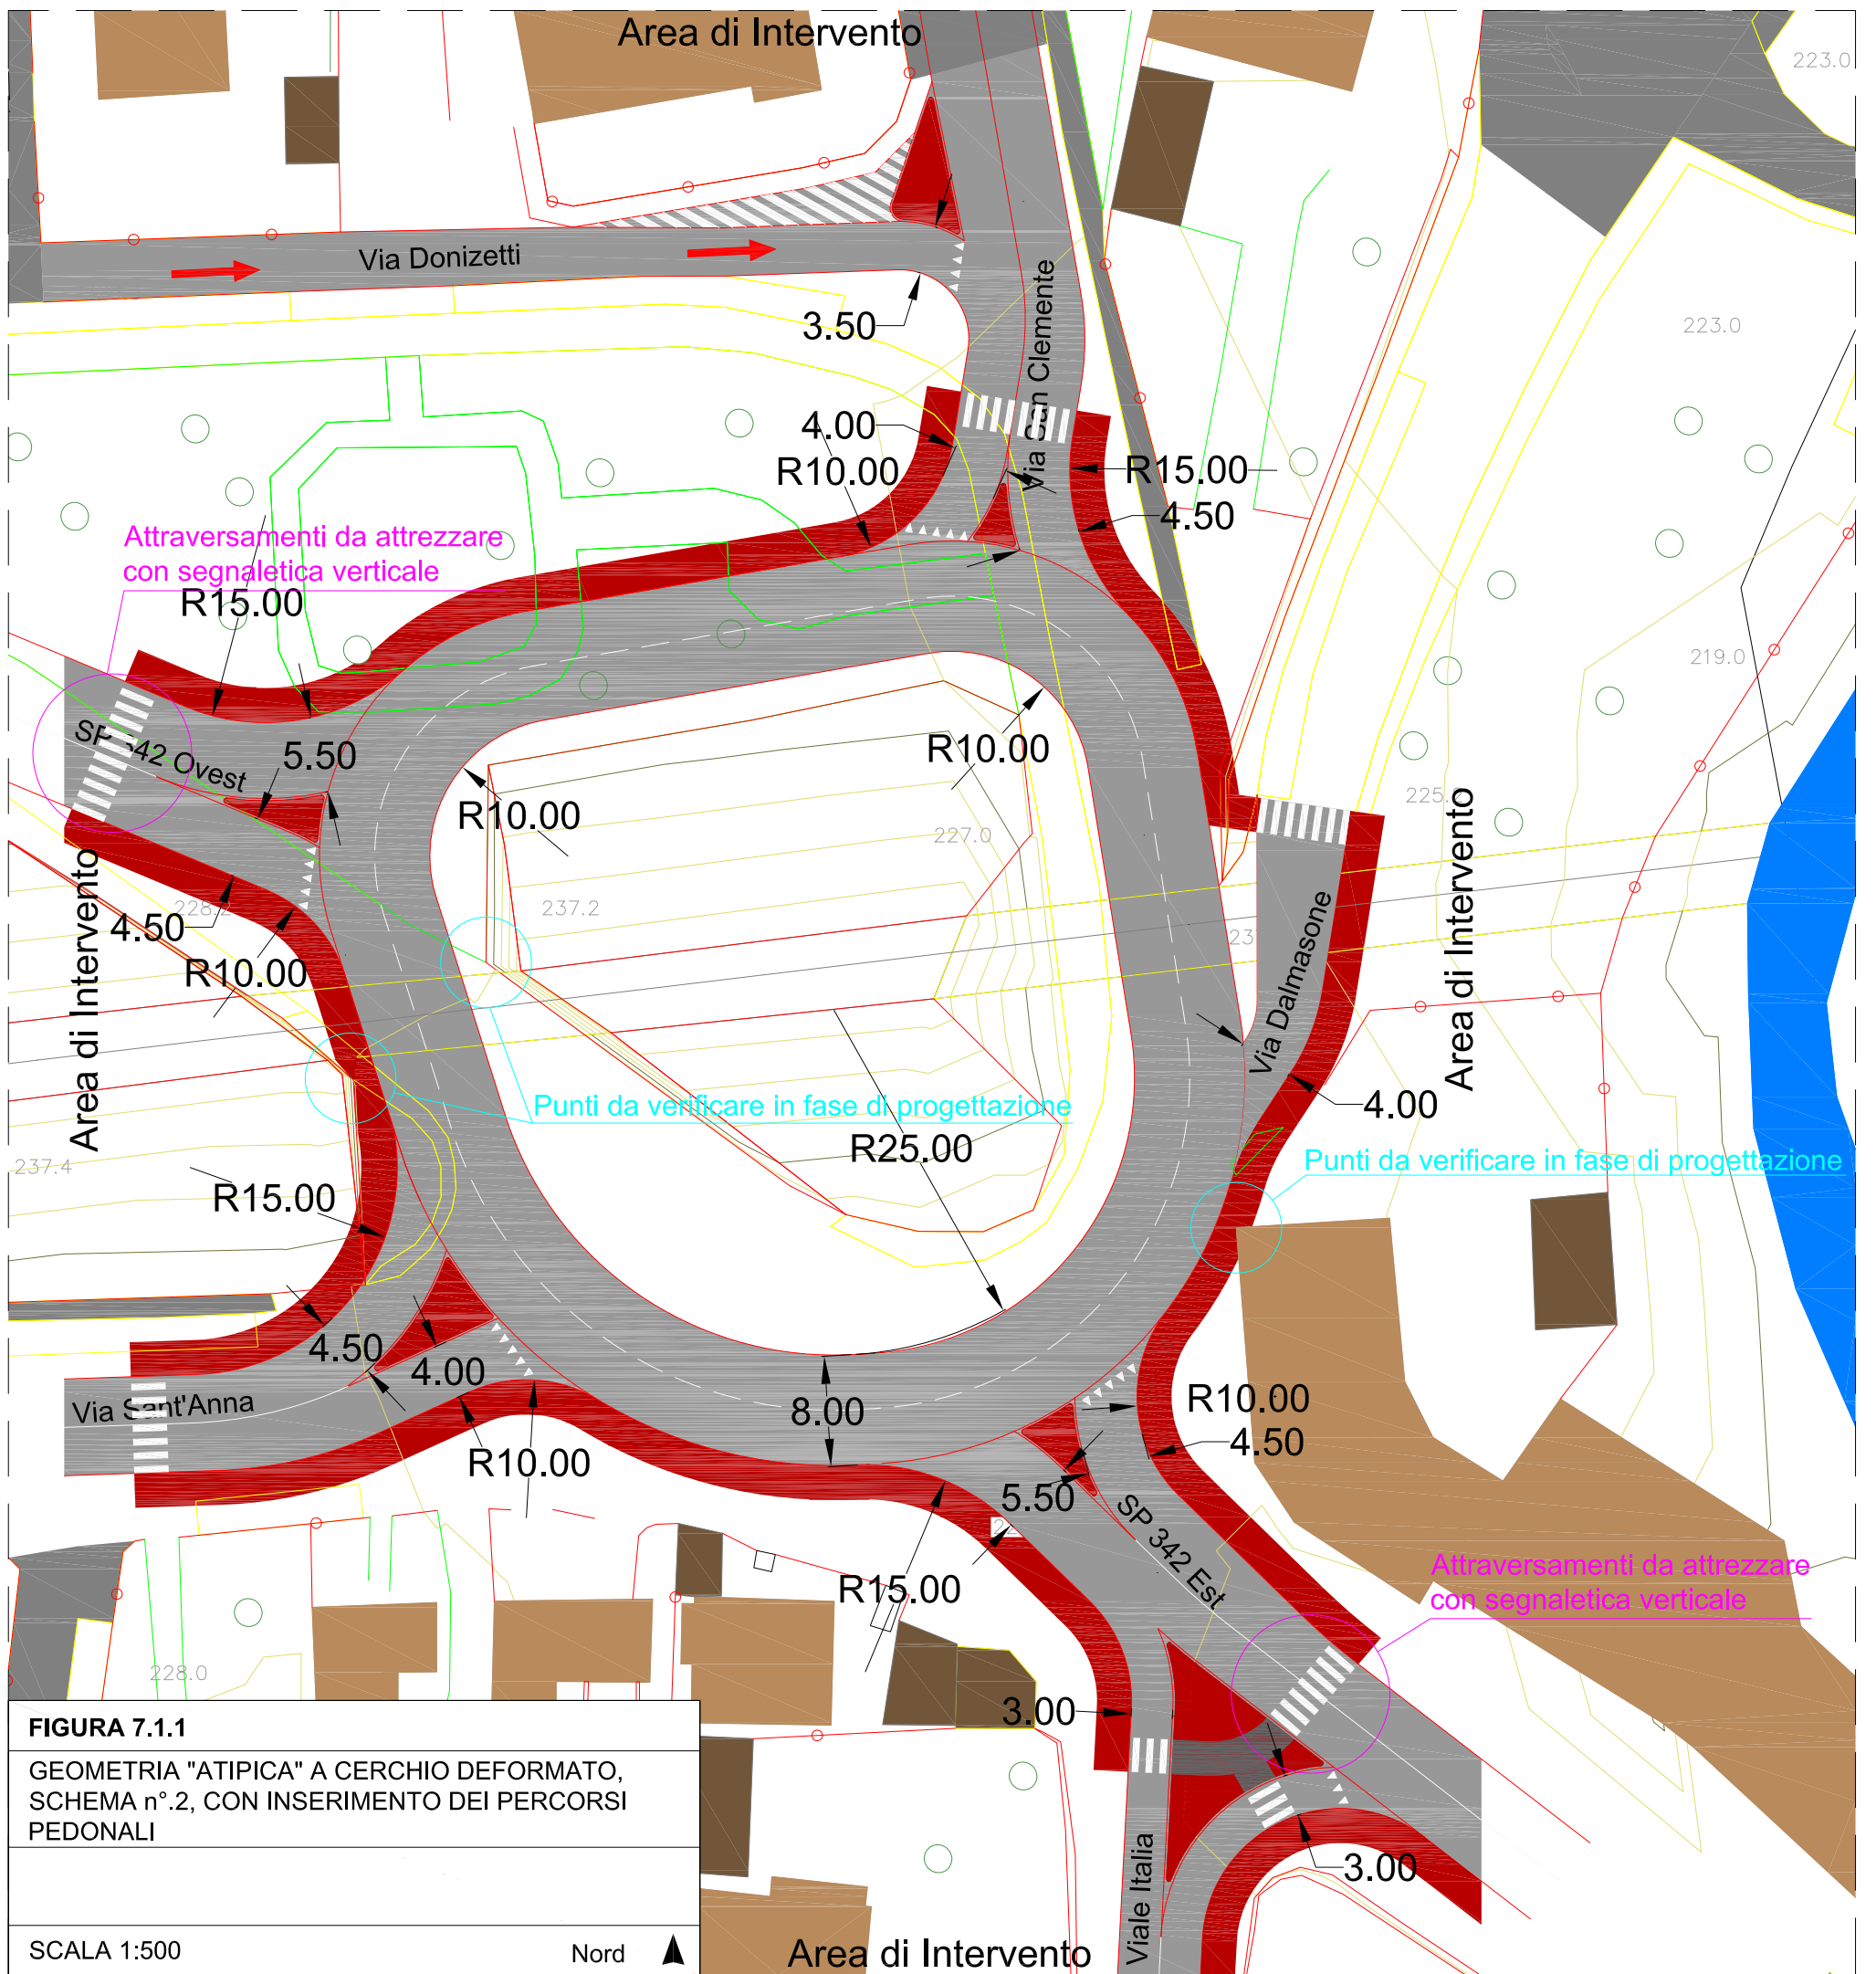 Area di Intervento
223.0
Via Donizetti
3.50
Via San Clemente
223.0
4.00
R10.00
R15.00
4.50
Attraversamenti da attrezzare
con segnaletica verticale
R15.00
219.0
SP 342 Ovest
5.50
R10.00
R10.00
225.
227.0
237.2
228.2
4.50
R10.00
Area di Intervento
23
Via Dalmasone
Area di Intervento
Punti da verificare in fase di progettazione
4.00
R25.00
Punti da verificare in fase di progettazione
237.4
R15.00
4.50
4.00
Via Sant'Anna
8.00
R10.00
4.50
R10.00
5.50
SP 342 Est
22
R15.00
Attraversamenti da attrezzare
con segnaletica verticale
228.0
3.00
3.00
Viale Italia
Area di Intervento
FIGURA 7.1.1
GEOMETRIA "ATIPICA" A CERCHIO DEFORMATO,
SCHEMA n°.2, CON INSERIMENTO DEI PERCORSI
PEDONALI
SCALA 1:500
Nord